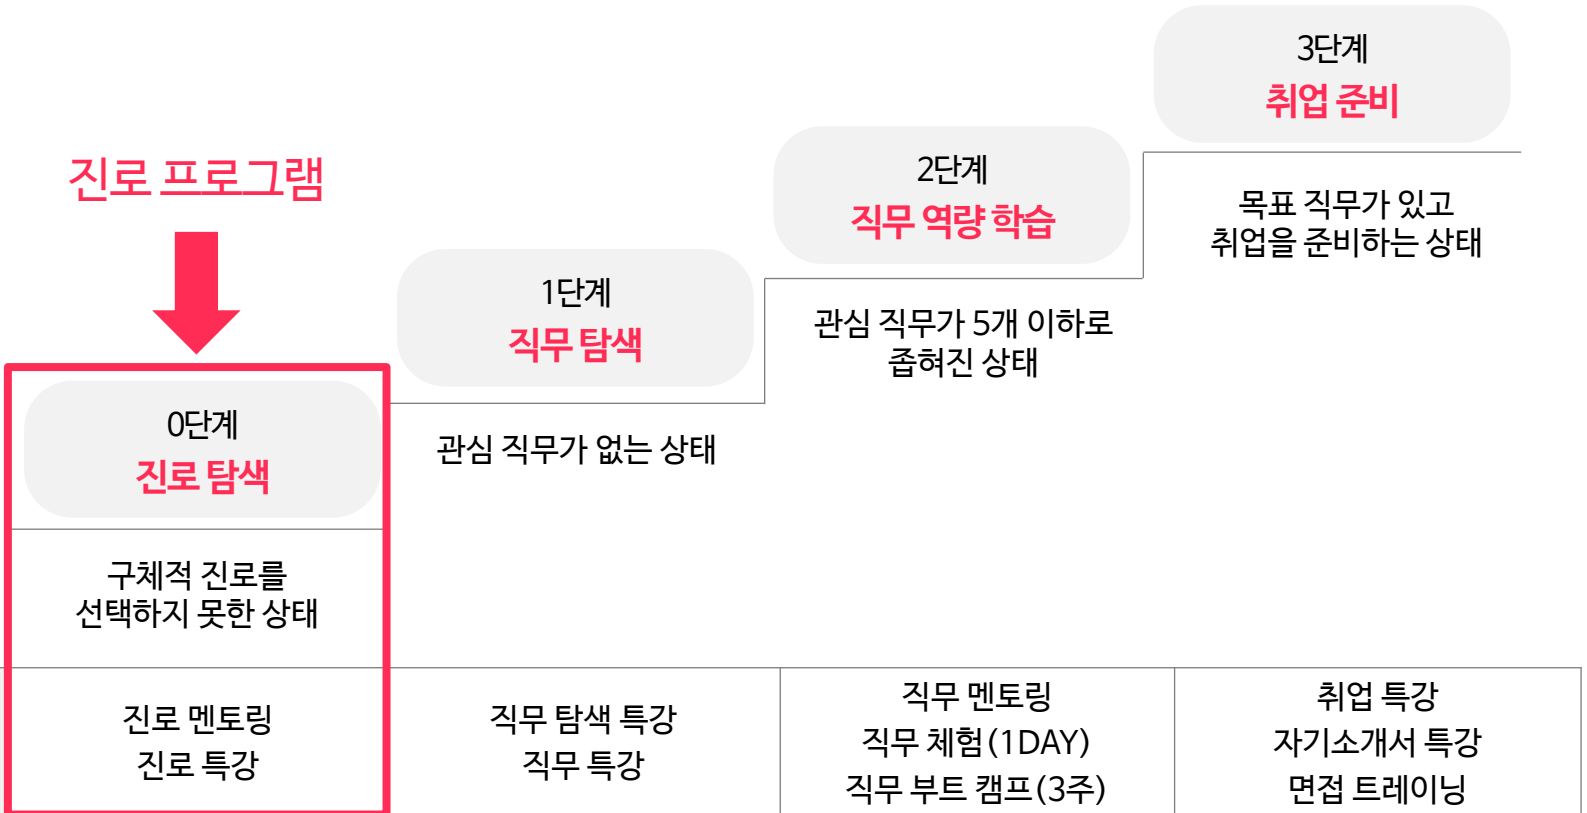 진로 프로그램
0단계
진로 탐색
구체적 진로를
선택하지 못한 상태
진로 멘토링
진로 특강
1단계
직무 탐색
관심 직무가 없는 상태
직무 탐색 특강
직무 특강
2단계
직무 역량 학습
관심 직무가 5개 이하로
좁혀진 상태
직무 멘토링
직무 체험(1DAY)
직무 부트 캠프(3주)
3단계
취업 준비
목표 직무가 있고
취업을 준비하는 상태
취업 특강
자기소개서 특강
면접 트레이닝